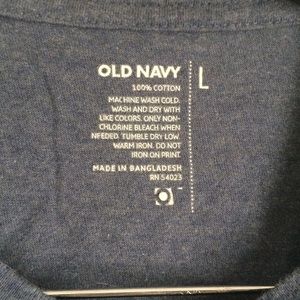 OLD NAVY
L
100% COTTON
MACHINE WASH COLD.
WASH AND DRY WITH
LIKE COLORS. ONLY NON-
CHLORINE BLEACH WHEN
NEEDED. TUMBLE DRY LOW.
WARM IRON. DO NOT
IRON ON PRINT.
MADE IN BANGLADESH
RN 54023